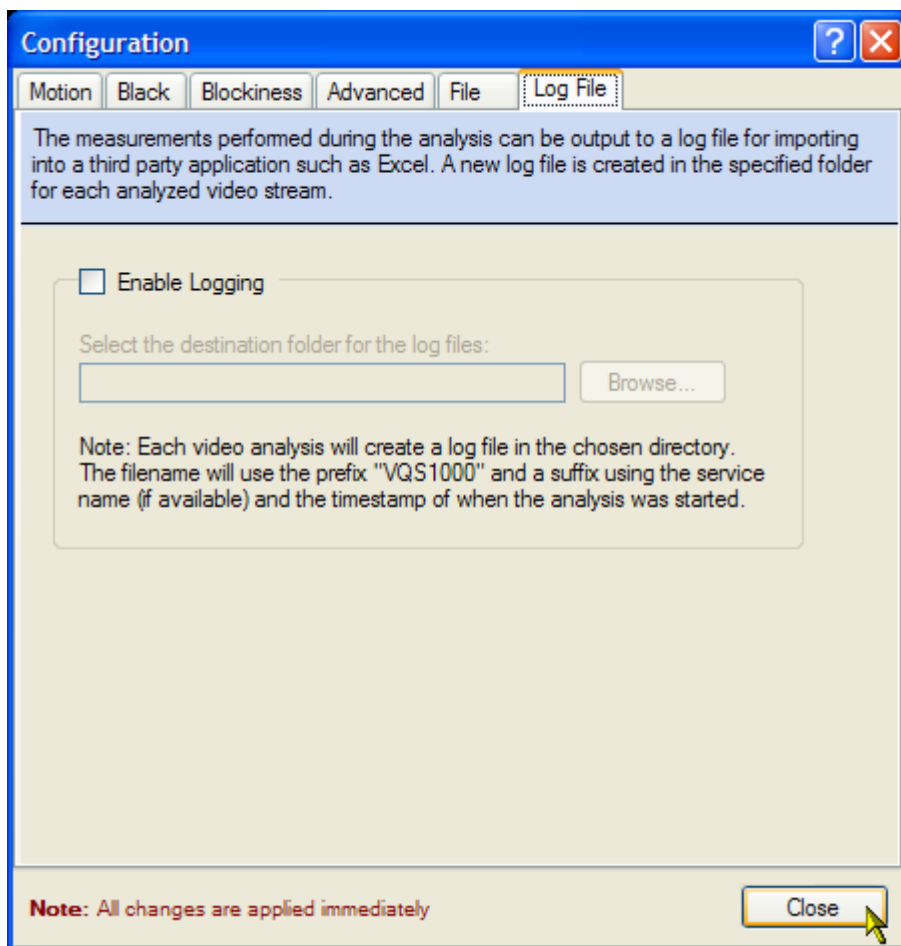 Configuration
?
Motion Black Blockiness Advanced File Log File
The measurements performed during the analysis can be output to a log file for importing
into a third party application such as Excel. A new log file is created in the specified folder
for each analyzed video stream.
Enable Logging
Select the destination folder for the log files:
Browse...
Note: Each video analysis will create a log file in the chosen directory.
The filename will use the prefix "VQS1000" and a suffix using the service
name (if available) and the timestamp of when the analysis was started.
Note: All changes are applied immediately
Close